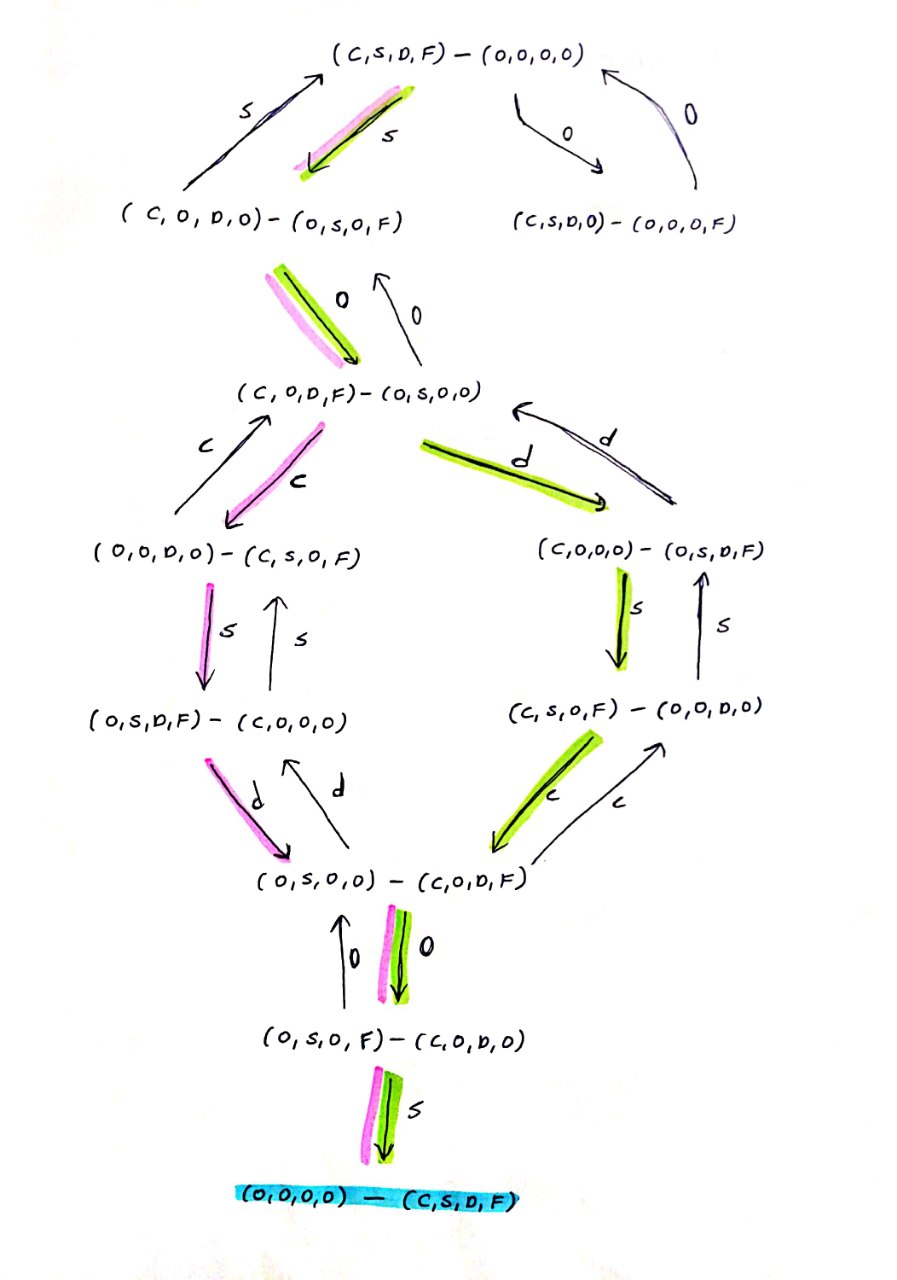 (C,S,D,F) - (0,0,0,0)
S S 0 0
(C,0,D,0) - (0,S,0,F) (C,S,D,0) - (0,0,0,F)
0 0
(C,0,D,F) - (0,S,0,0)
c c d d
(0,0,D,0) - (C,S,0,F) (C,0,0,0) - (0,S,D,F)
S S S S
(0,S,D,F) - (C,0,0,0) (C,S,0,F) - (0,0,D,0)
d d c c
(0,S,0,0) - (C,0,D,F)
0 0
(0,S,0,F) - (C,0,D,0)
S
(0,0,0,0) - (C,S,D,F)